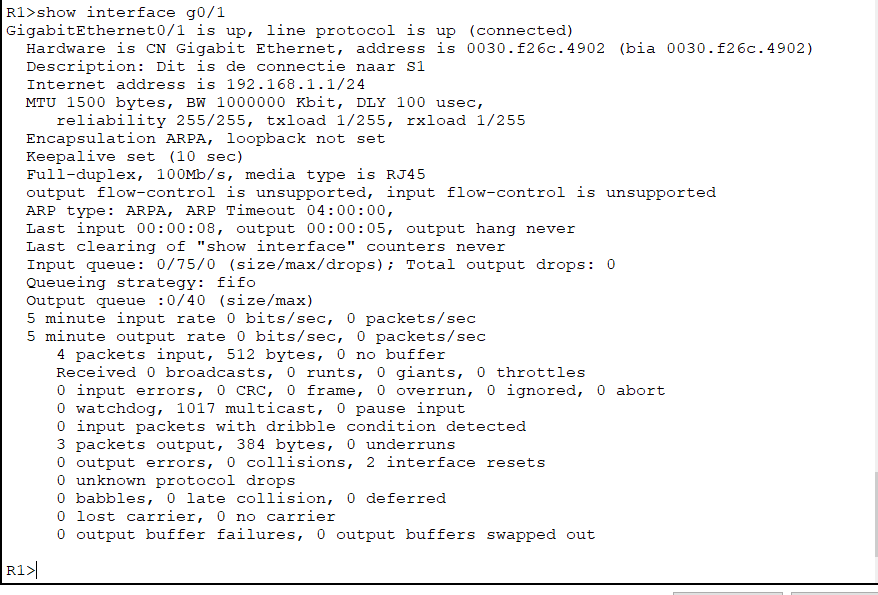 R1>show interface g0/1
GigabitEthernet0/1 is up, line protocol is up (connected)
Hardware is CN Gigabit Ethernet, address is 0030.f26c.4902 (bia 0030.f26c.4902)
Description: Dit is de connectie naar S1
Internet address is 192.168.1.1/24
MTU 1500 bytes, BW 1000000 Kbit, DLY 100 usec,
reliability 255/255, txload 1/255, rxload 1/255
Encapsulation ARPA, loopback not set
Keepalive set (10 sec)
Full-duplex, 100Mb/s, media type is RJ45
output flow-control is unsupported, input flow-control is unsupported
ARP type: ARPA, ARP Timeout 04:00:00,
Last input 00:00:08, output 00:00:05, output hang never
Last clearing of "show interface" counters never
Input queue: 0/75/0 (size/max/drops); Total output drops: 0
Queueing strategy: fifo
Output queue :0/40 (size/max)
5 minute input rate 0 bits/sec, 0 packets/sec
5 minute output rate 0 bits/sec, 0 packets/sec
4 packets input, 512 bytes, 0 no buffer
Received 0 broadcasts, 0 runts, 0 giants, 0 throttles
0 input errors, 0 CRC, 0 frame, 0 overrun, 0 ignored, 0 abort
0 watchdog, 1017 multicast, 0 pause input
0 input packets with dribble condition detected
3 packets output, 384 bytes, 0 underruns
0 output errors, 0 collisions, 2 interface resets
0 unknown protocol drops
0 babbles, 0 late collision, 0 deferred
0 lost carrier, 0 no carrier
0 output buffer failures, 0 output buffers swapped out
R1>